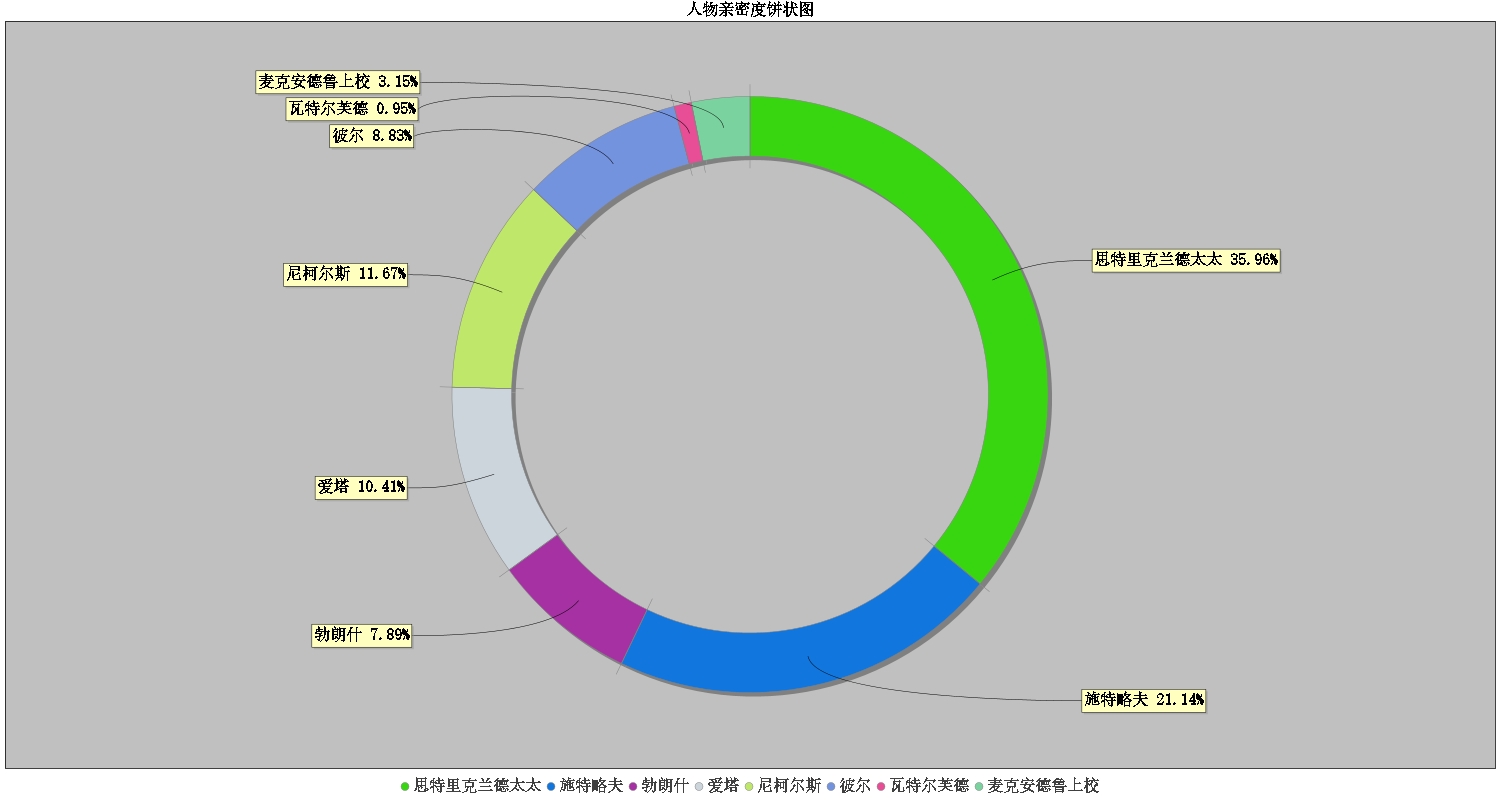 人物亲密度饼状图
麦克安德鲁上校 3.15%
瓦特尔芙德 0.95%
彼尔 8.83%
思特里克兰德太太 35.96%
尼柯尔斯 11.67%
爱塔 10.41%
勃朗什 7.89%
施特略夫 21.14%
思特里克兰德太太 施特略夫 勃朗什 爱塔 尼柯尔斯 彼尔 瓦特尔芙德 麦克安德鲁上校